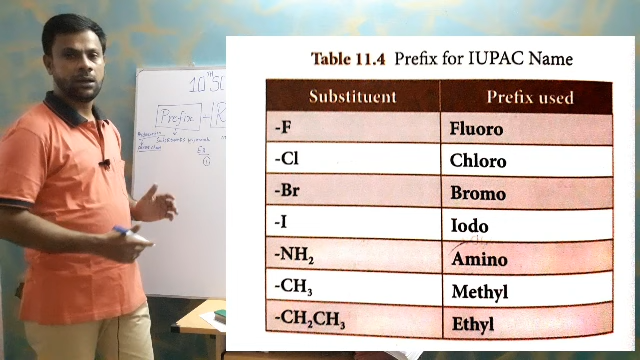 10TH
Prefix
Table 11.4 Prefix for IUPAC Name
Substituent Prefix used
-F Fluoro
-Cl Chloro
-Br Bromo
-I Iodo
-NH₂ Amino
-CH₃ Methyl
-CH₂CH₃ Ethyl